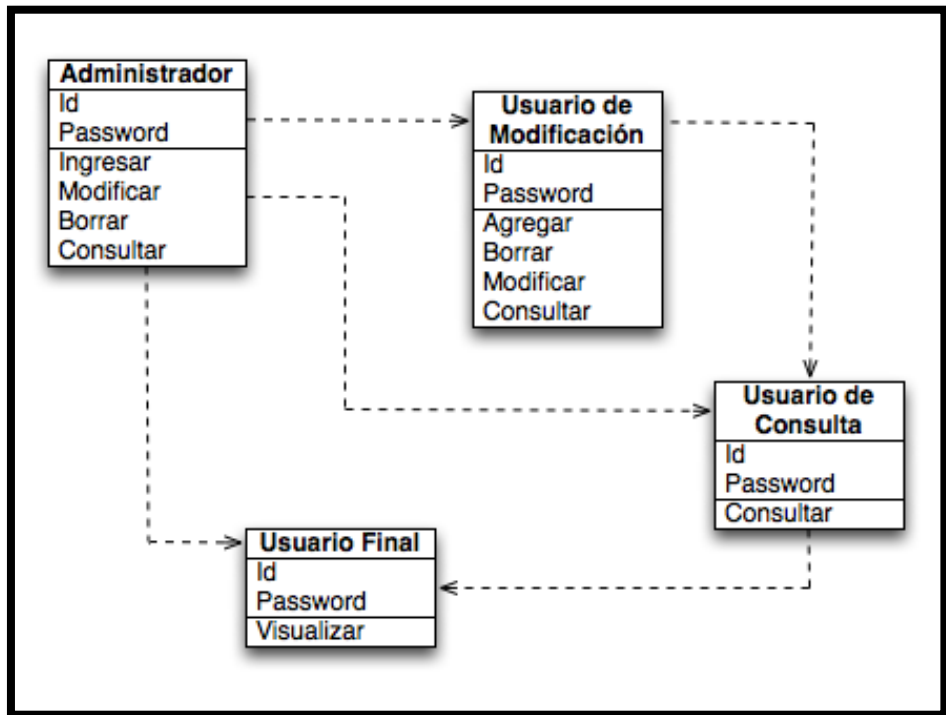 Administrador
Id
Password
Ingresar
Modificar
Borrar
Consultar
Usuario de
Modificación
Id
Password
Agregar
Borrar
Modificar
Consultar
Usuario de
Consulta
Id
Password
Consultar
Usuario Final
Id
Password
Visualizar